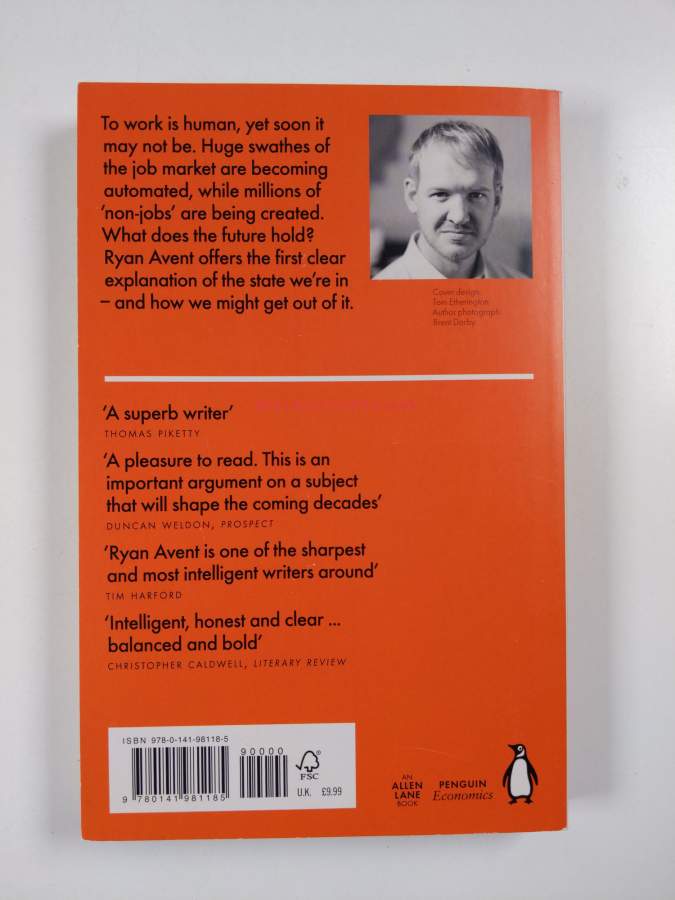 To work is human, yet soon it
may not be. Huge swathes of
the job market are becoming
automated, while millions of
‘non-jobs’ are being created.
What does the future hold?
Ryan Avent offers the first clear
explanation of the state we’re in
– and how we might get out of it.
Cover design:
Tom Etherington
Author photograph:
Brent Darby
‘A superb writer’
THOMAS PIKETTY
‘A pleasure to read. This is an
important argument on a subject
that will shape the coming decades’
DUNCAN WELDON, PROSPECT
‘Ryan Avent is one of the sharpest
and most intelligent writers around’
TIM HARFORD
‘Intelligent, honest and clear ...
balanced and bold’
CHRISTOPHER CALDWELL, LITERARY REVIEW
ISBN 978-0-141-98118-5
90000
FSC
®
U.K. £9.99
9 780141 981185
AN
ALLEN
LANE
BOOK
PENGUIN
Economics